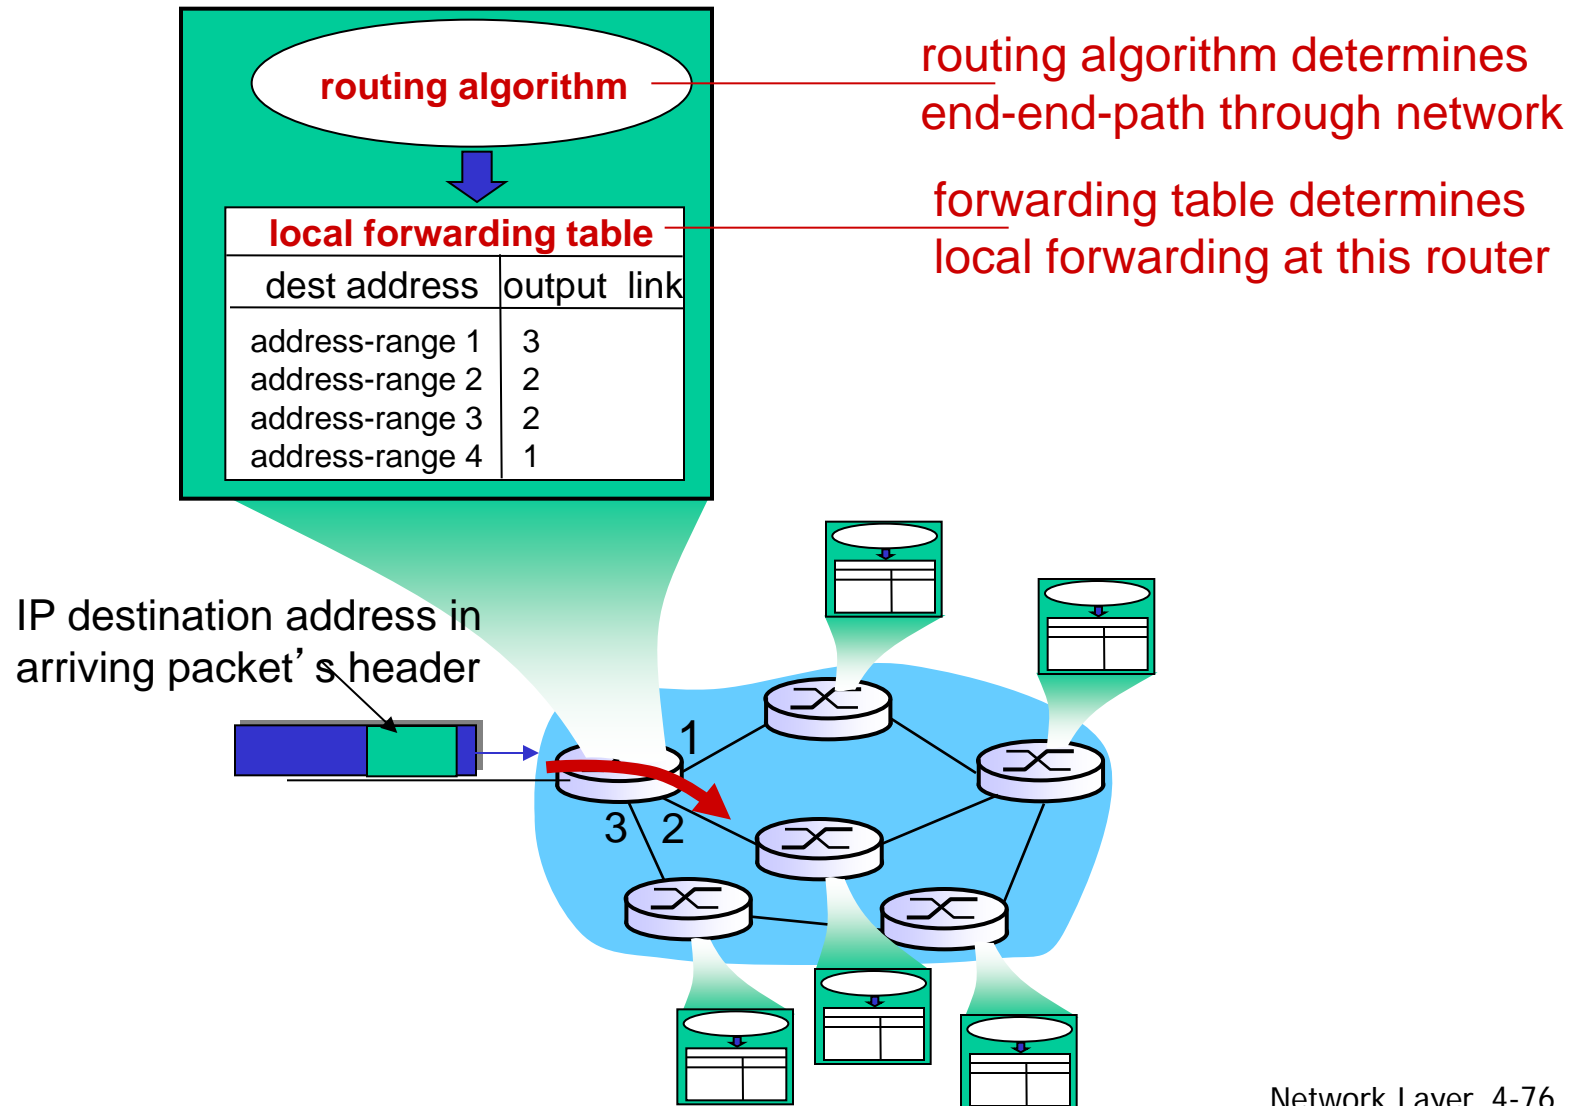 routing algorithm
routing algorithm determines
end-end-path through network
local forwarding table
forwarding table determines
local forwarding at this router
dest address output link
address-range 1 3
address-range 2 2
address-range 3 2
address-range 4 1
IP destination address in
arriving packet’s header
1
3 2
Network Layer 4-76